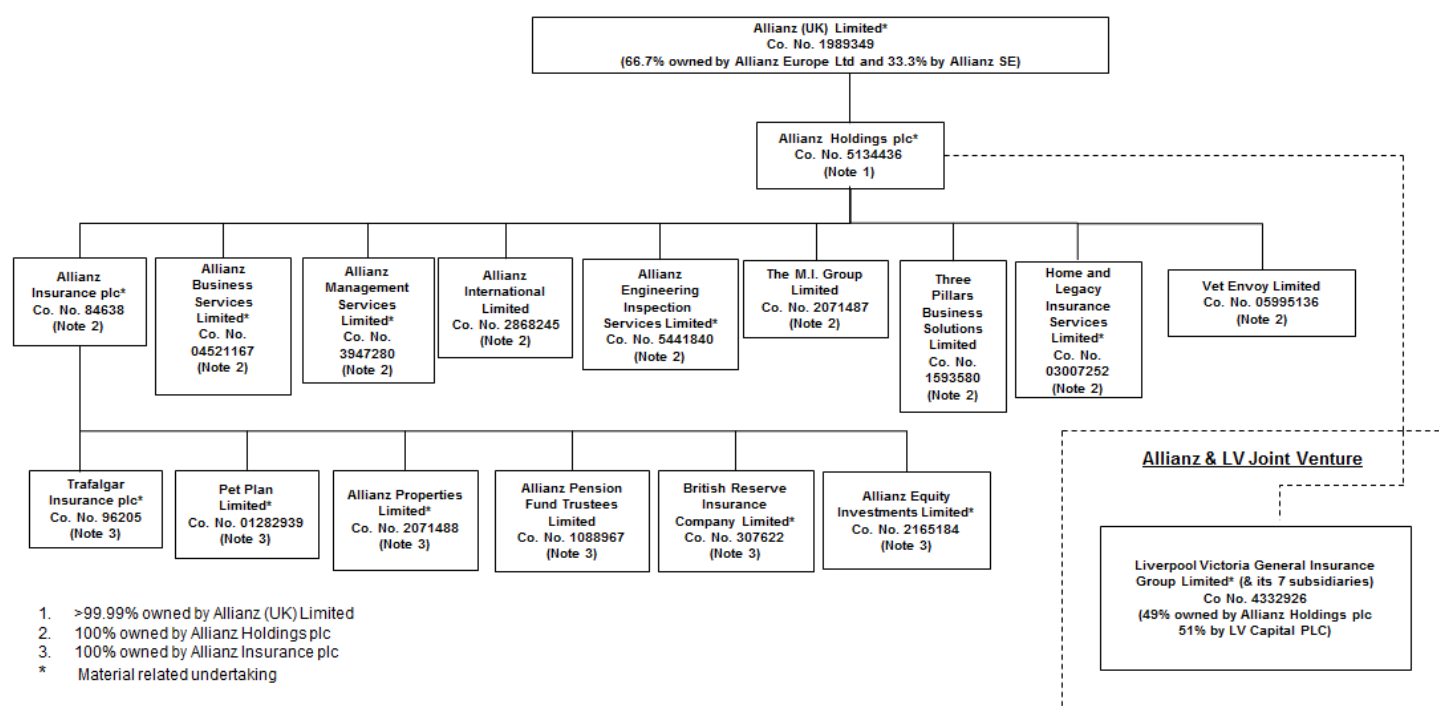 Allianz (UK) Limited*
Co. No. 1989349
(66.7% owned by Allianz Europe Ltd and 33.3% by Allianz SE)
Allianz Holdings plc*
Co. No. 5134436
(Note 1)
Allianz
Insurance plc*
Co. No. 84638
(Note 2)
Allianz
Business
Services
Limited*
Co. No.
04521167
(Note 2)
Allianz
Management
Services
Limited*
Co. No.
3947280
(Note 2)
Allianz
International
Limited
Co. No. 2868245
(Note 2)
Allianz
Engineering
Inspection
Services Limited*
Co. No. 5441840
(Note 2)
The M.I. Group
Limited
Co. No. 2071487
(Note 2)
Three
Pillars
Business
Solutions
Limited
Co. No.
1593580
(Note 2)
Home and
Legacy
Insurance
Services
Limited*
Co. No.
03007252
(Note 2)
Vet Envoy Limited
Co. No. 05995136
(Note 2)
Trafalgar
Insurance plc*
Co. No. 96205
(Note 3)
Pet Plan
Limited*
Co. No. 01282939
(Note 3)
Allianz Properties
Limited*
Co. No. 2071488
(Note 3)
Allianz Pension
Fund Trustees
Limited
Co. No. 1088967
(Note 3)
British Reserve
Insurance
Company Limited*
Co. No. 307622
(Note 3)
Allianz Equity
Investments Limited*
Co. No. 2165184
(Note 3)
Allianz & LV Joint Venture
Liverpool Victoria General Insurance
Group Limited* (& its 7 subsidiaries)
Co No. 4332926
(49% owned by Allianz Holdings plc
51% by LV Capital PLC)
1. >99.99% owned by Allianz (UK) Limited
2. 100% owned by Allianz Holdings plc
3. 100% owned by Allianz Insurance plc
* Material related undertaking